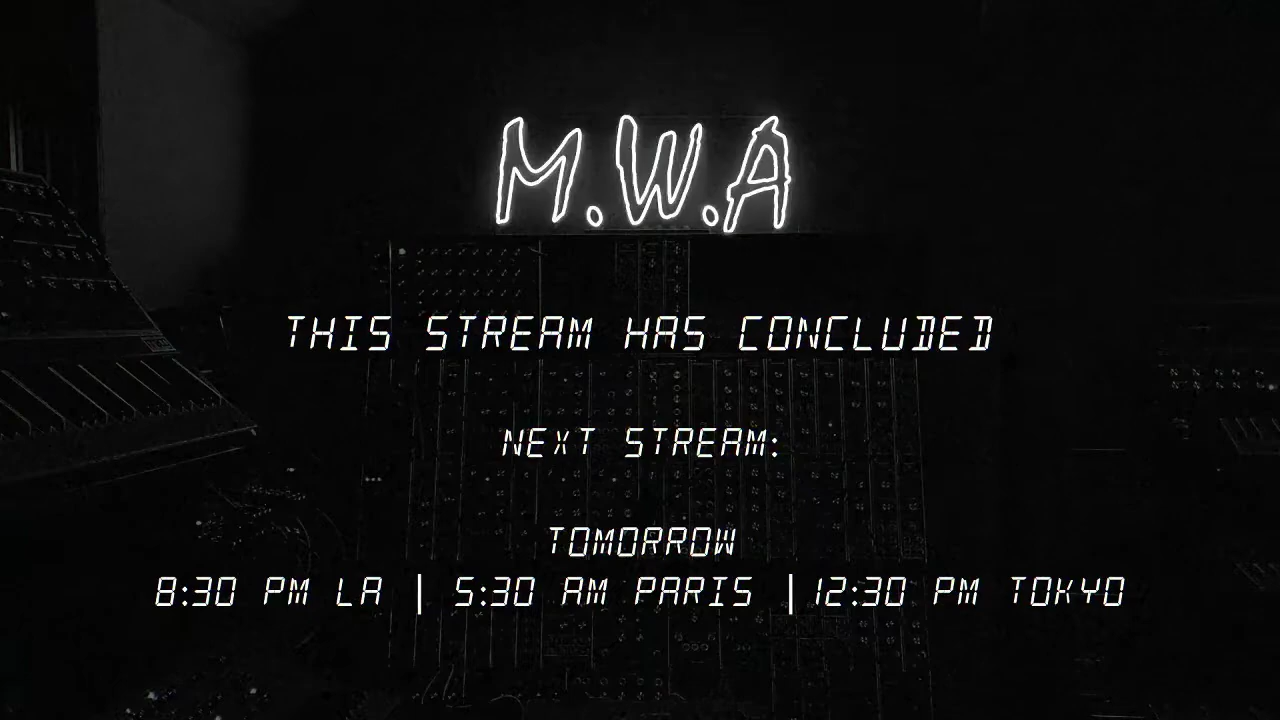 M.W.A
THIS STREAM HAS CONCLUDED
NEXT STREAM:
TOMORROW
8:30 PM LA | 5:30 AM PARIS | 12:30 PM TOKYO